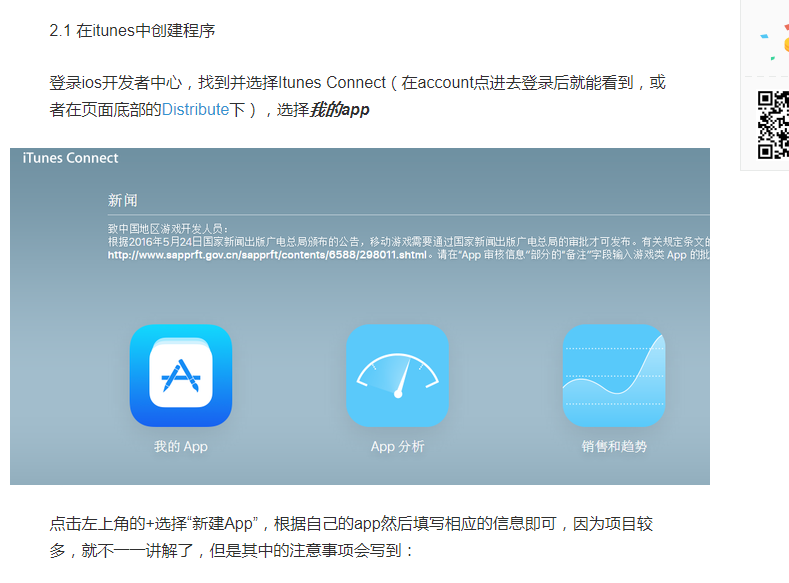 2.1 在itunes中创建程序
登录ios开发者中心，找到并选择Itunes Connect（在account点进去登录后就能看到，或
者在页面底部的Distribute下），选择我的app
iTunes Connect
新闻
致中国地区游戏开发人员：
根据2016年5月24日国家新闻出版广电总局颁布的公告，移动游戏需要通过国家新闻出版广电总局的审批才可发布。有关规定条文的
http://www.sapprft.gov.cn/sapprft/contents/6588/298011.shtml。请在“App 审核信息”部分的“备注”字段输入游戏类 App 的批
我的 App
App 分析
销售和趋势
点击左上角的+选择“新建App”，根据自己的app然后填写相应的信息即可，因为项目较
多，就不一一讲解了，但是其中的注意事项会写到：